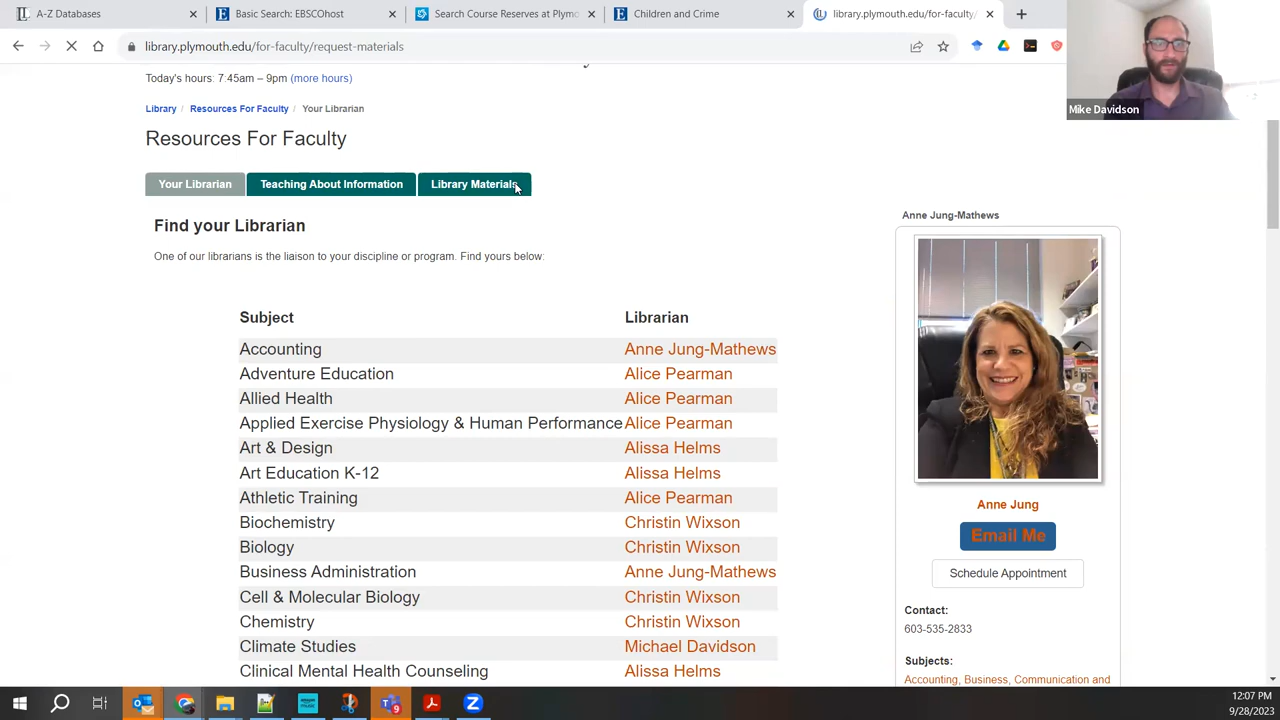 A-Z Databases
Basic Search: EBSCOhost
Search Course Reserves at Plymo
Children and Crime
library.plymouth.edu/for-faculty/
library.plymouth.edu/for-faculty/request-materials
Mike Davidson
Today's hours: 7:45am – 9pm (more hours)
Library / Resources For Faculty / Your Librarian
Resources For Faculty
Your Librarian
Teaching About Information
Library Materials
Find your Librarian
One of our librarians is the liaison to your discipline or program. Find yours below:
Subject Librarian
Accounting Anne Jung-Mathews
Adventure Education Alice Pearman
Allied Health Alice Pearman
Applied Exercise Physiology & Human Performance Alice Pearman
Art & Design Alissa Helms
Art Education K-12 Alissa Helms
Athletic Training Alice Pearman
Biochemistry Christin Wixson
Biology Christin Wixson
Business Administration Anne Jung-Mathews
Cell & Molecular Biology Christin Wixson
Chemistry Christin Wixson
Climate Studies Michael Davidson
Clinical Mental Health Counseling Alissa Helms
Anne Jung-Mathews
Anne Jung
Email Me
Schedule Appointment
Contact:
603-535-2833
Subjects:
Accounting, Business, Communication and
12:07 PM
9/28/2023